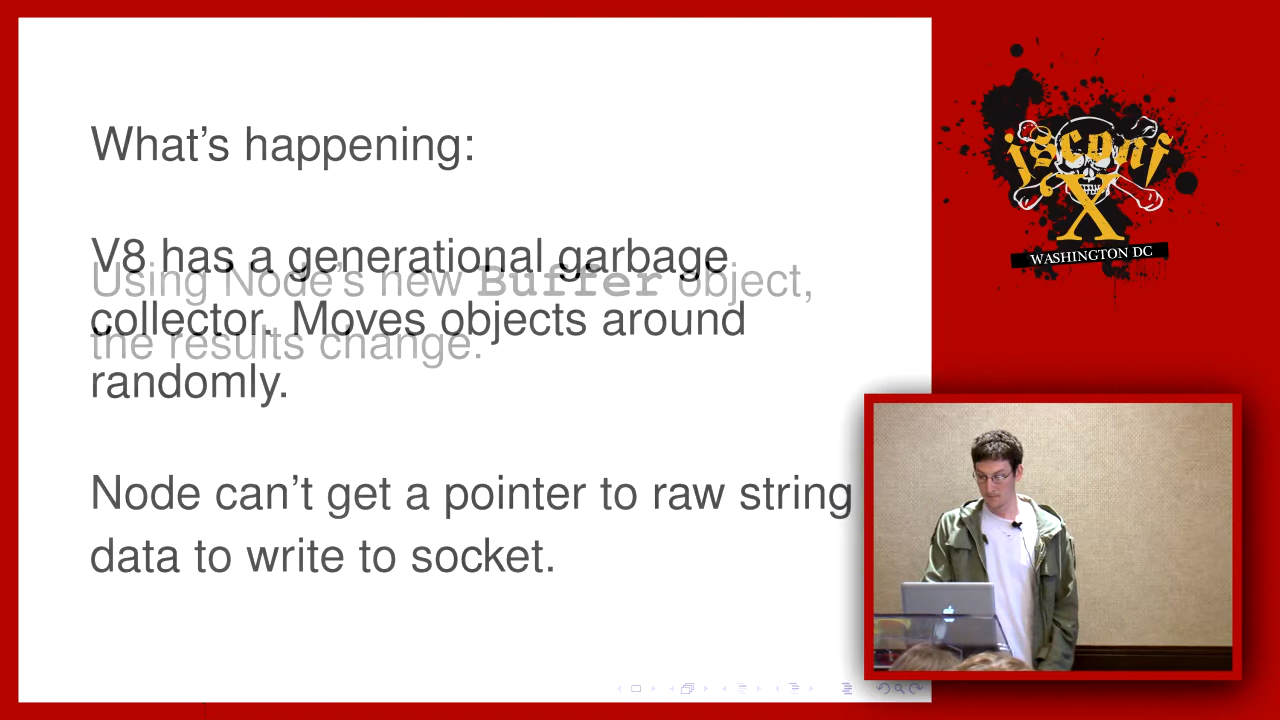 What's happening:
V8 has a generational garbage
Using Node's new Buffer object,
collector. Moves objects around
the results change.
randomly.
Node can't get a pointer to raw string
data to write to socket.
jsconf
X
WASHINGTON DC